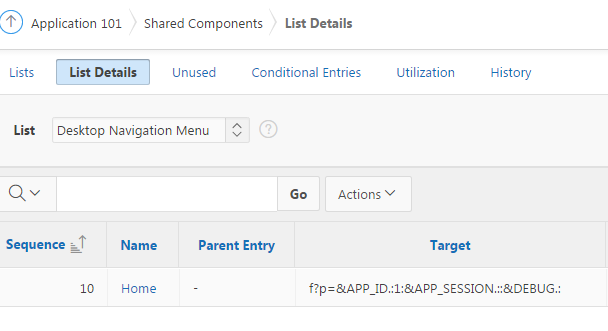 Application 101 Shared Components List Details
Lists List Details Unused Conditional Entries Utilization History
List Desktop Navigation Menu ?
Go Actions
Sequence Name Parent Entry Target
10 Home - f?p=&APP_ID.:1:&APP_SESSION.::&DEBUG.: